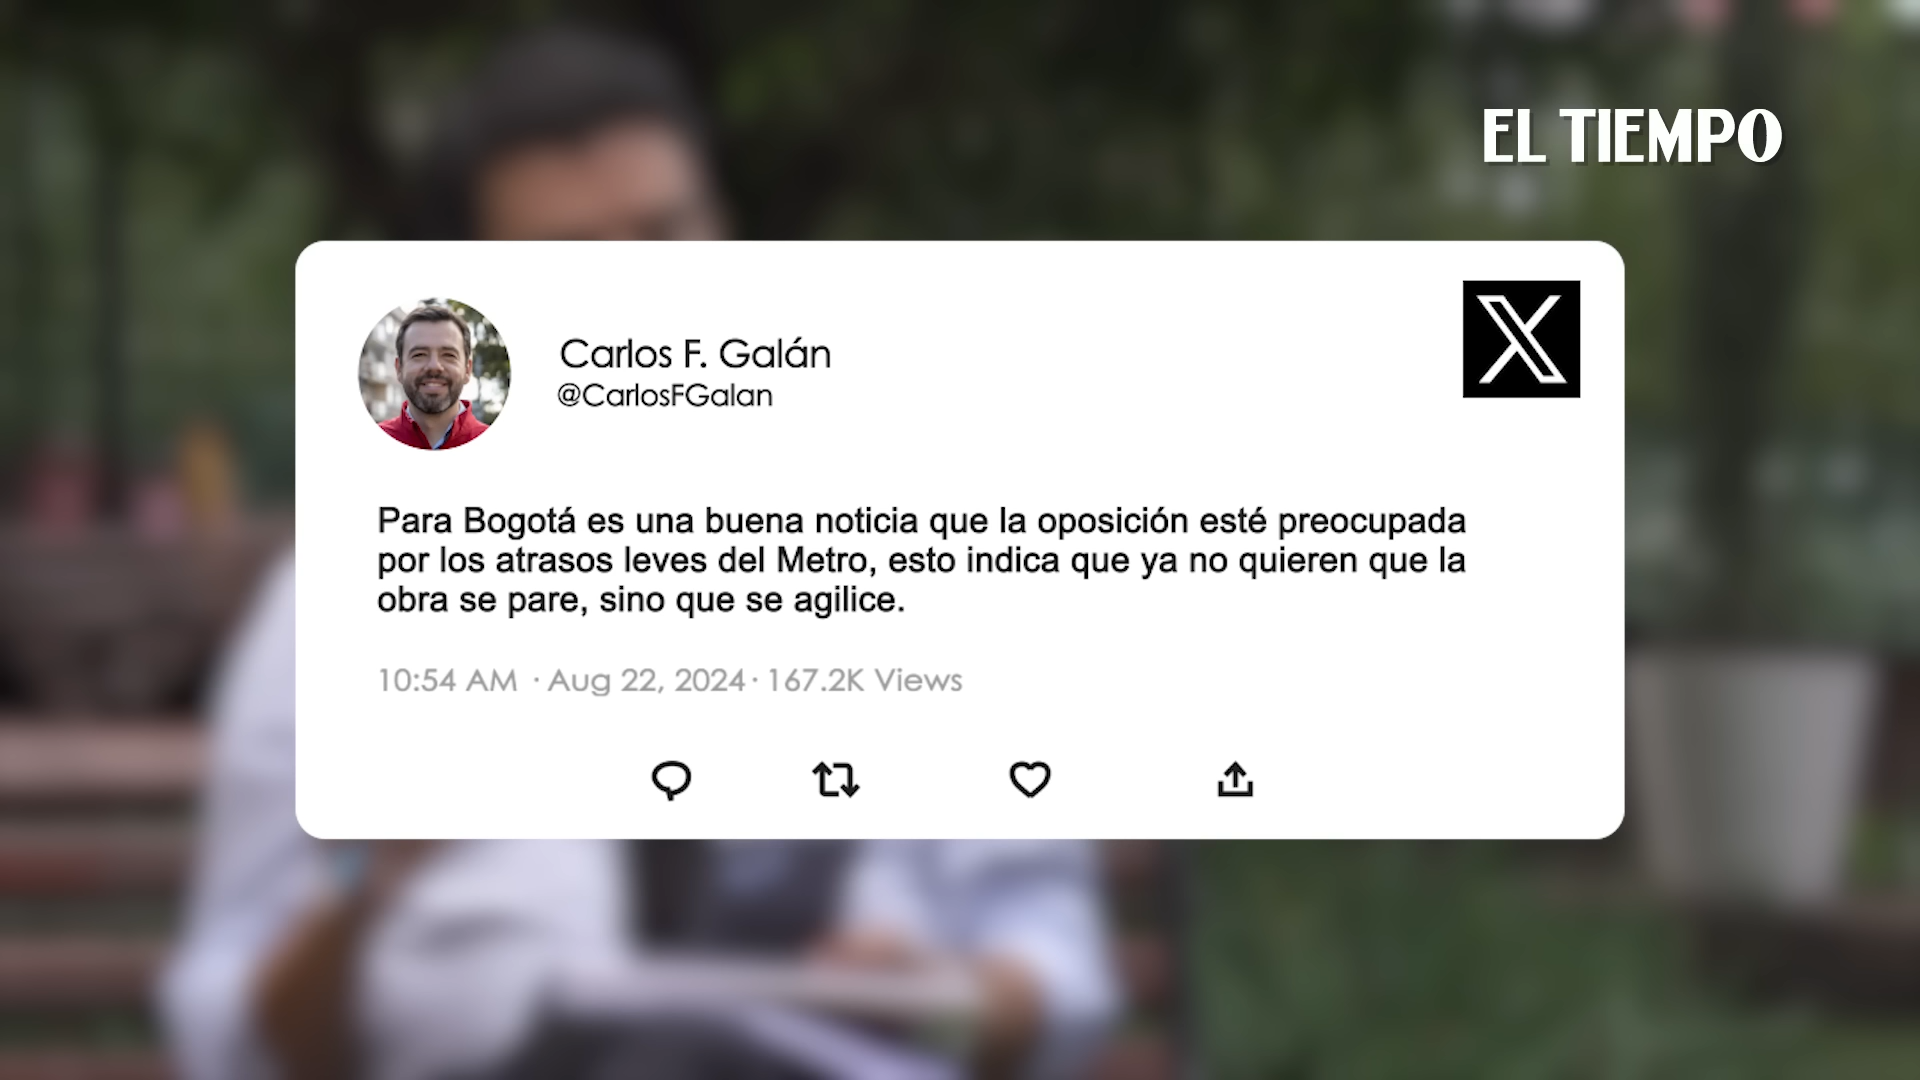 EL TIEMPO
Carlos F. Galán
@CarlosFGalan
X
Para Bogotá es una buena noticia que la oposición esté preocupada
por los atrasos leves del Metro, esto indica que ya no quieren que la
obra se pare, sino que se agilice.
10:54 AM · Aug 22, 2024 · 167.2K Views